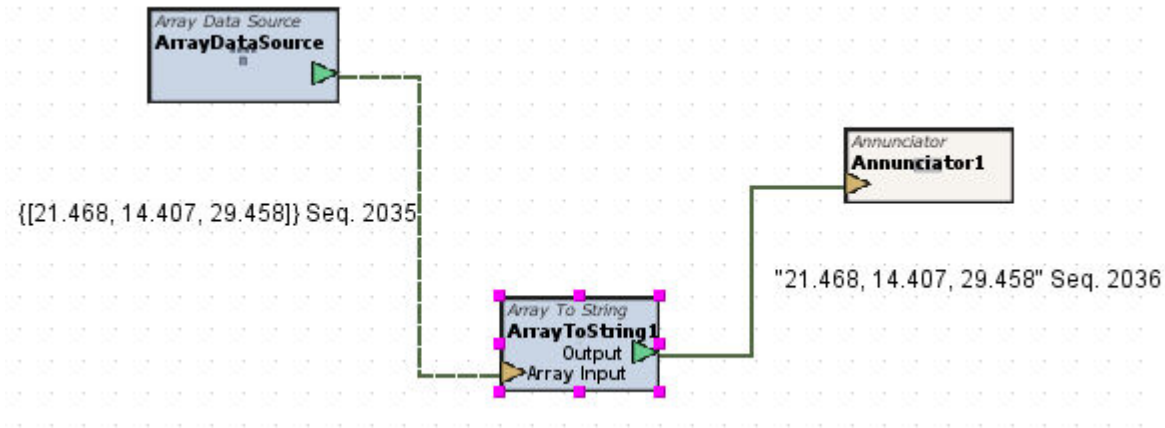 Array Data Source
ArrayDataSource
Annunciator
Annunciator1
{[21.468, 14.407, 29.458]} Seq. 2035
"21.468, 14.407, 29.458" Seq. 2036
Array To String
ArrayToString1
Output
Array Input